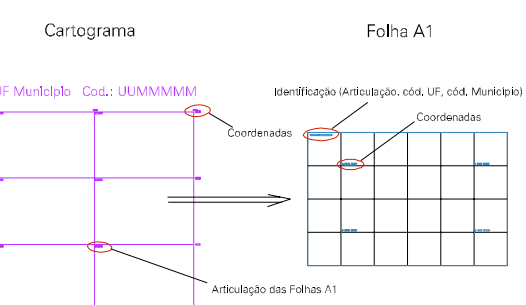 Cartograma
Folha A1
UF Município Cod.: UUMMMMM
Identificação (Articulação, cód. UF, cód. Município)
Coordenadas
Coordenadas
Articulação das Folhas A1